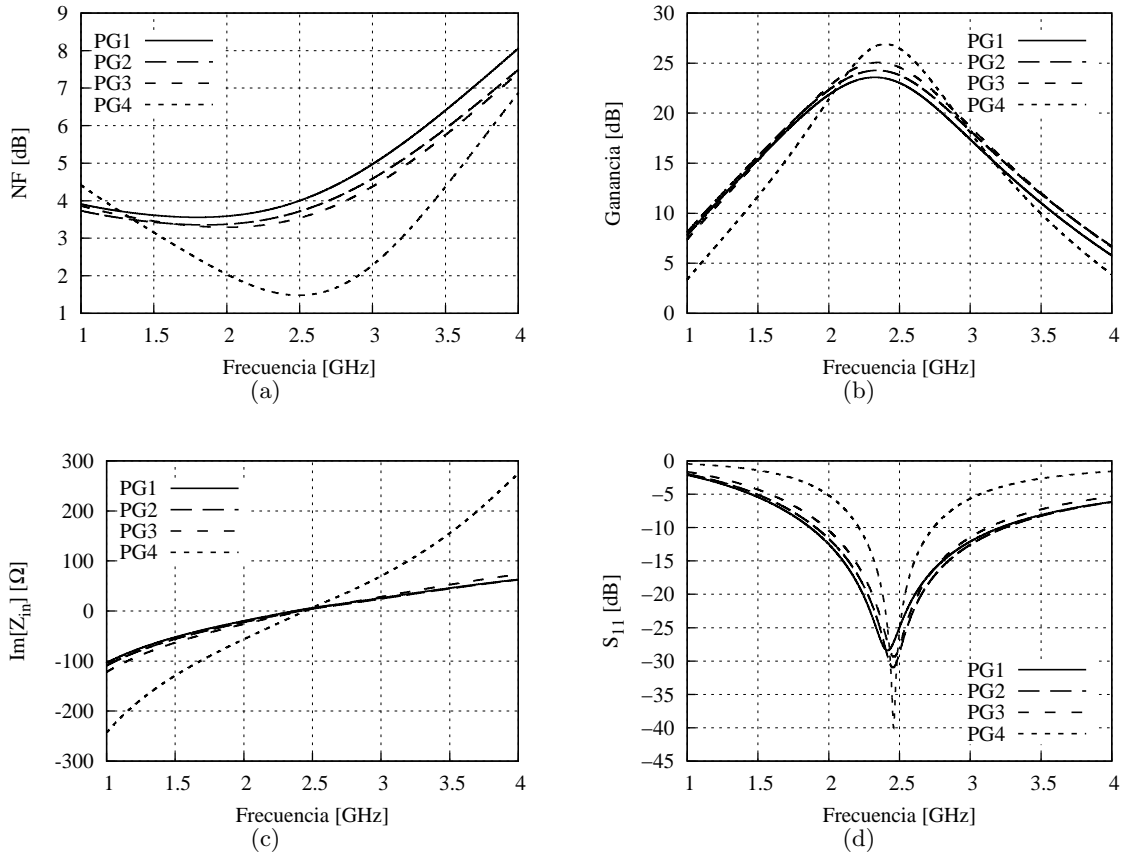 9
8
7
6
5
4
3
2
1
NF [dB]
PG1
PG2
PG3
PG4
1 1.5 2 2.5 3 3.5 4
Frecuencia [GHz]
(a)
30
25
20
15
10
5
0
Ganancia [dB]
PG1
PG2
PG3
PG4
1 1.5 2 2.5 3 3.5 4
Frecuencia [GHz]
(b)
300
200
100
0
-100
-200
-300
Im[Z_in] [Ω]
PG1
PG2
PG3
PG4
1 1.5 2 2.5 3 3.5 4
Frecuencia [GHz]
(c)
0
−5
−10
−15
−20
−25
−30
−35
−40
−45
S_11 [dB]
PG1
PG2
PG3
PG4
1 1.5 2 2.5 3 3.5 4
Frecuencia [GHz]
(d)